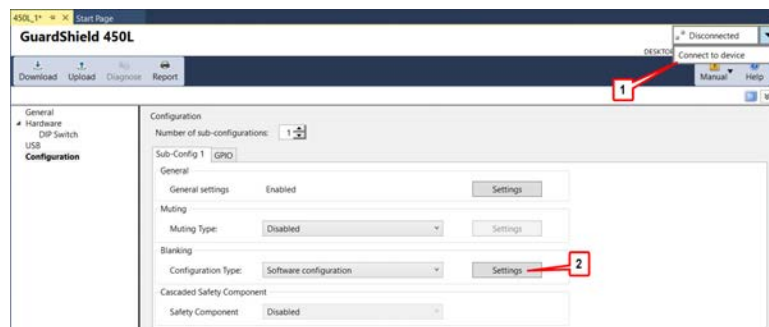 450L_1*
Start Page
GuardShield 450L
Disconnected
Connect to device
Download Upload Diagnose Report
Manual Help
1
General
Hardware
DIP Switch
USB
Configuration
Configuration
Number of sub-configurations: 1
Sub-Config 1 GPIO
General
General settings Enabled Settings
Muting
Muting Type: Disabled Settings
Blanking
Configuration Type: Software configuration Settings
2
Cascaded Safety Component
Safety Component Disabled